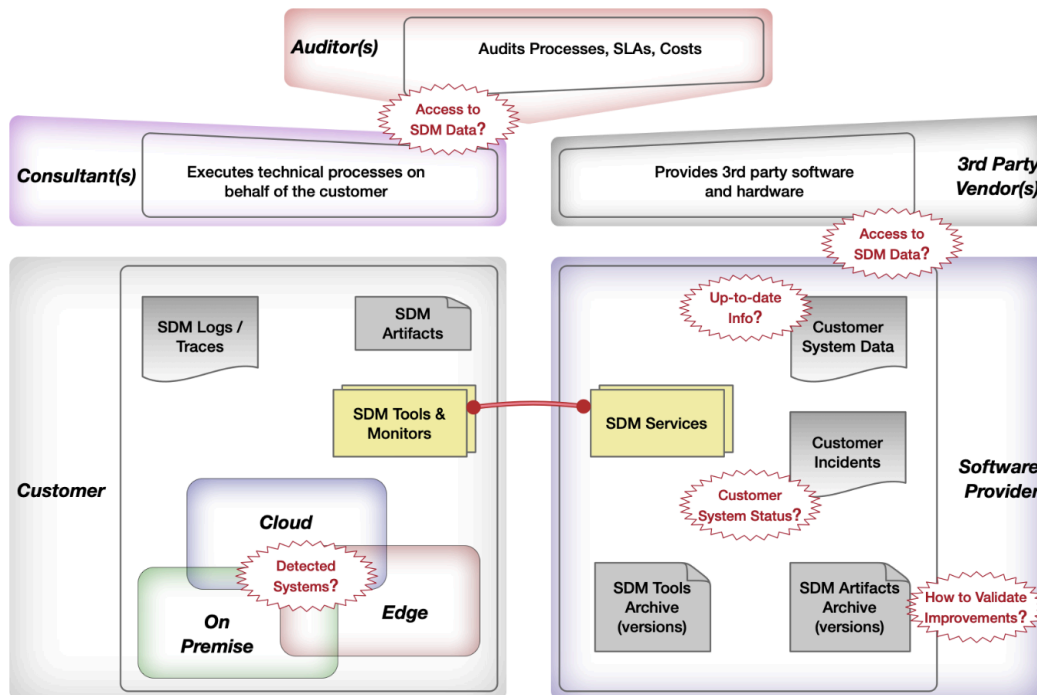 Auditor(s)
Audits Processes, SLAs, Costs
Access to
SDM Data?
Consultant(s)
Executes technical processes on
behalf of the customer
Provides 3rd party software
and hardware
3rd Party
Vendor(s)
Access to
SDM Data?
Customer
SDM Logs /
Traces
SDM
Artifacts
SDM Tools &
Monitors
Cloud
Detected
Systems?
Edge
On
Premise
Up-to-date
Info?
Customer
System Data
SDM Services
Customer
Incidents
Software
Provider
Customer
System Status?
SDM Tools
Archive
(versions)
SDM Artifacts
Archive
(versions)
How to Validate
Improvements?